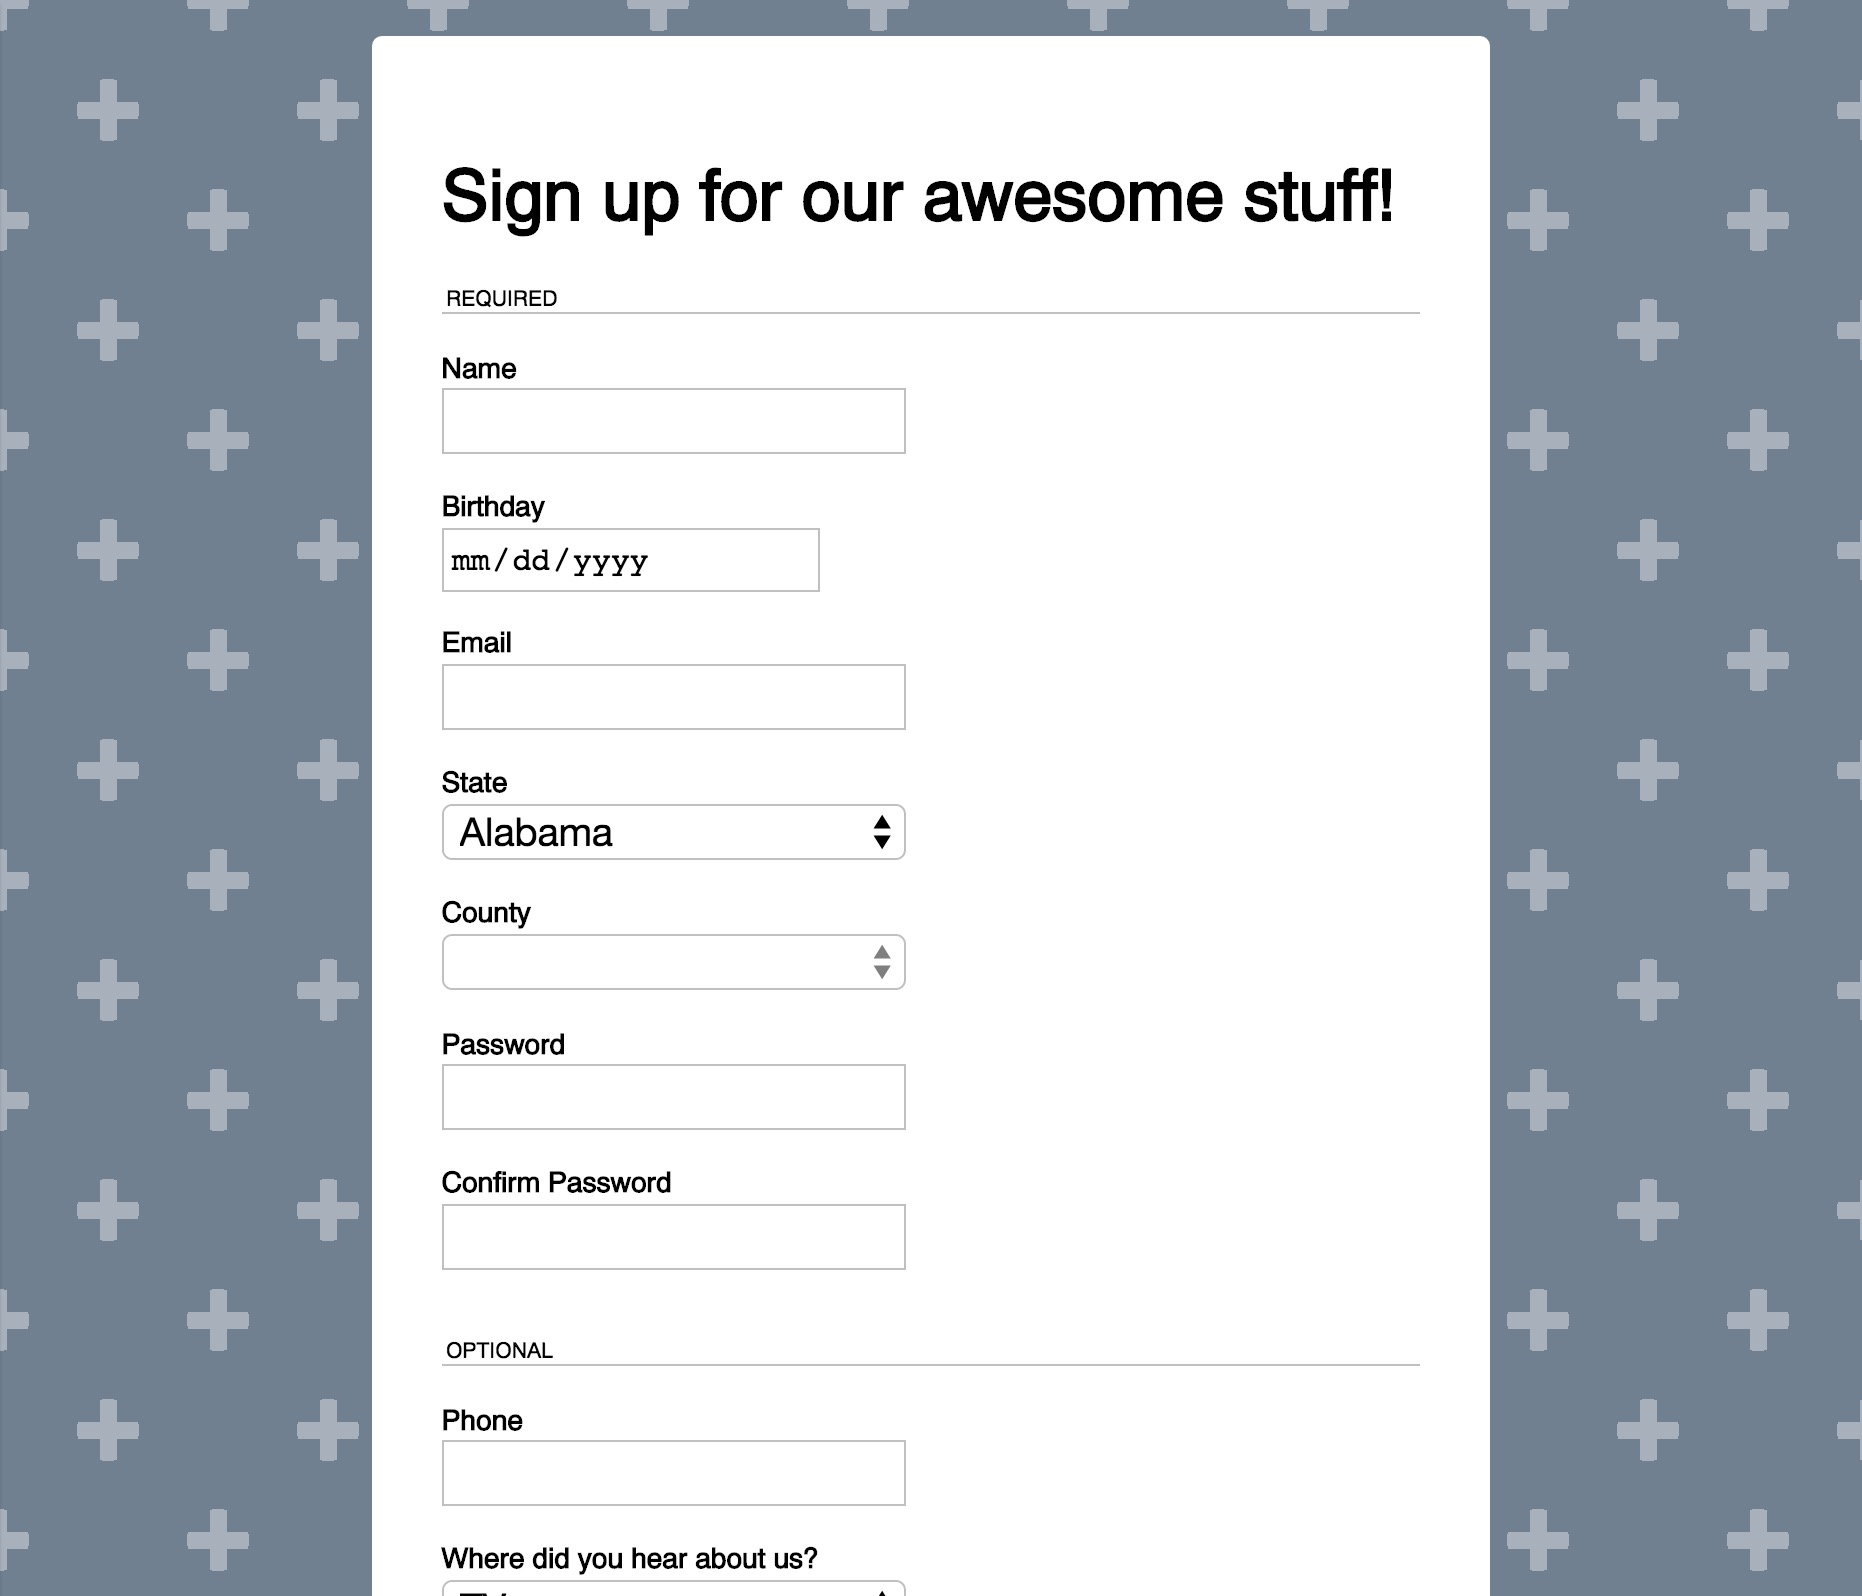 Sign up for our awesome stuff!
REQUIRED
Name
Birthday
mm/dd/yyyy
Email
State
Alabama
County
Password
Confirm Password
OPTIONAL
Phone
Where did you hear about us?